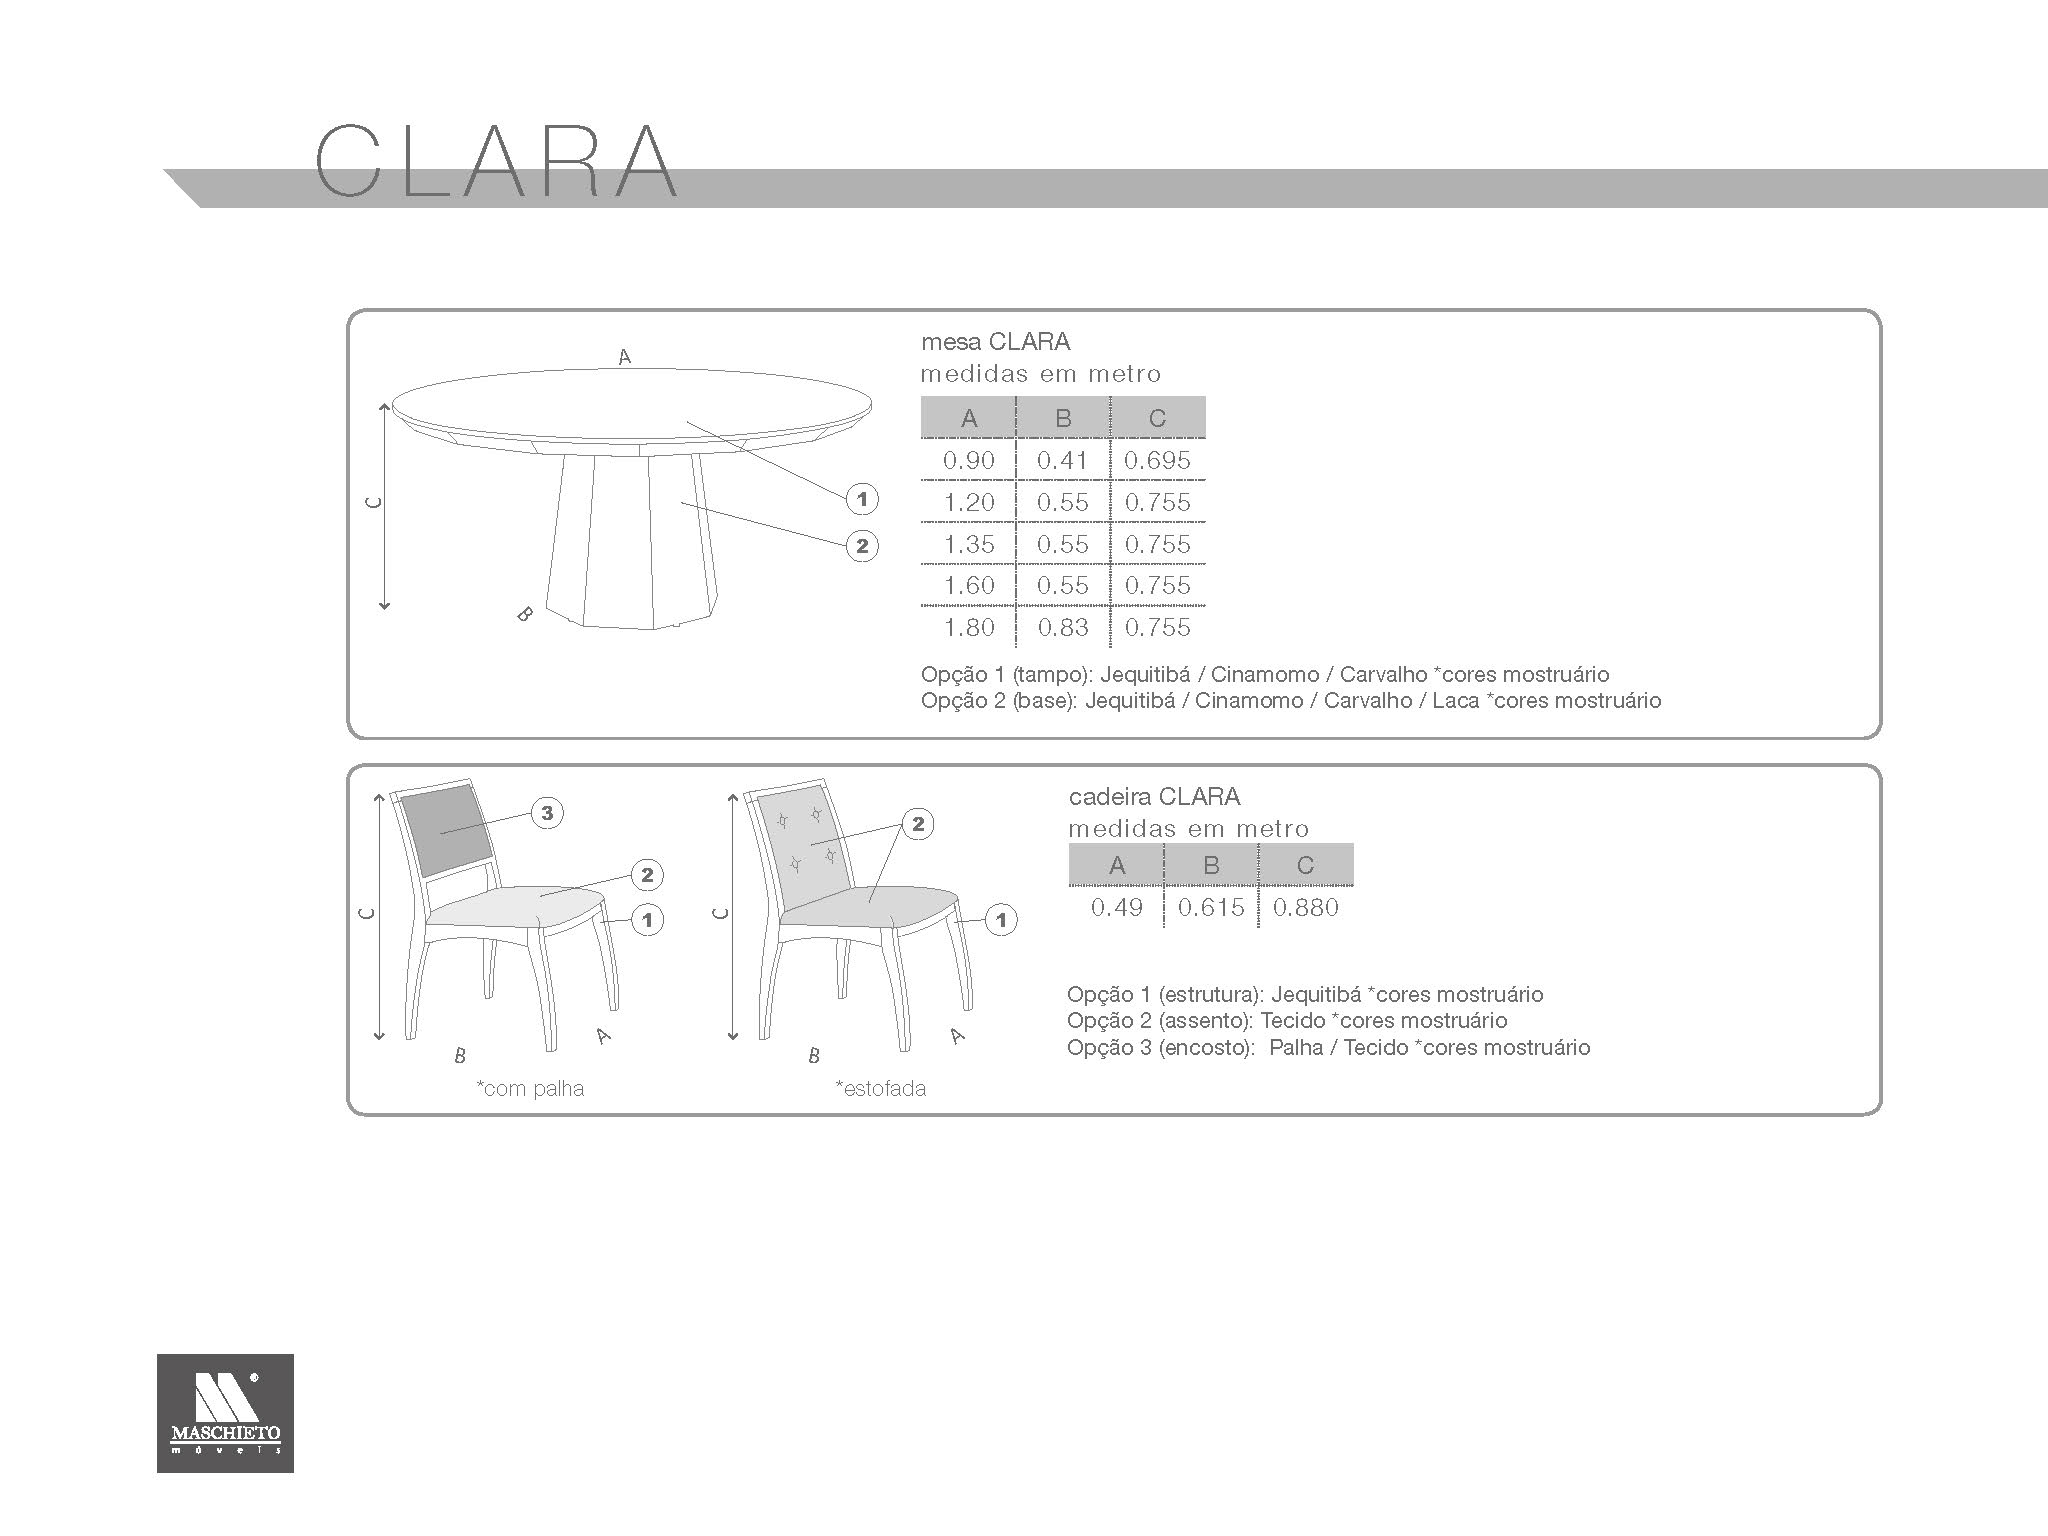 CLARA
A
C
B
1
2
mesa CLARA
medidas em metro
A B C
0.90 0.41 0.695
1.20 0.55 0.755
1.35 0.55 0.755
1.60 0.55 0.755
1.80 0.83 0.755
Opção 1 (tampo): Jequitibá / Cinamomo / Carvalho *cores mostruário
Opção 2 (base): Jequitibá / Cinamomo / Carvalho / Laca *cores mostruário
3
2
1
C
B
A
*com palha
2
1
C
B
A
*estofada
cadeira CLARA
medidas em metro
A B C
0.49 0.615 0.880
Opção 1 (estrutura): Jequitibá *cores mostruário
Opção 2 (assento): Tecido *cores mostruário
Opção 3 (encosto): Palha / Tecido *cores mostruário
®
MASCHIETO
móveis